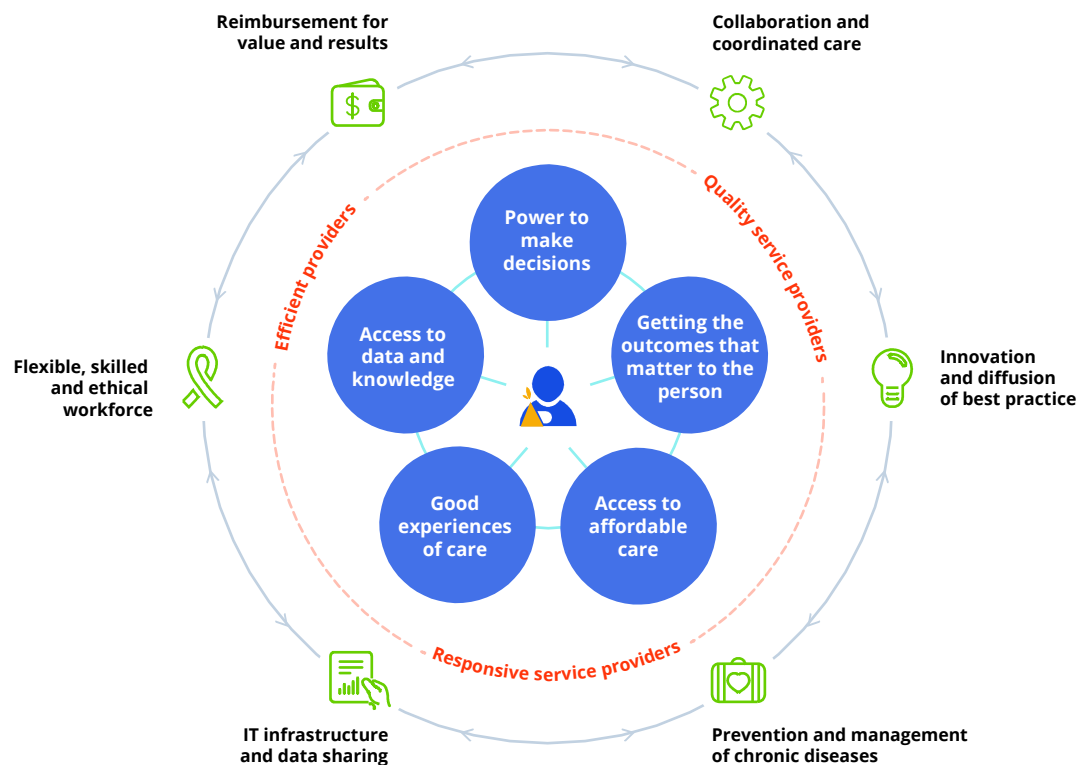 Reimbursement for
value and results
Collaboration and
coordinated care
Quality service providers
Efficient providers
Power to
make
decisions
Access to
data and
knowledge
Getting the
outcomes that
matter to the
person
Flexible, skilled
and ethical
workforce
Innovation
and diffusion
of best practice
Good
experiences
of care
Access to
affordable
care
Responsive service providers
IT infrastructure
and data sharing
Prevention and management
of chronic diseases
$